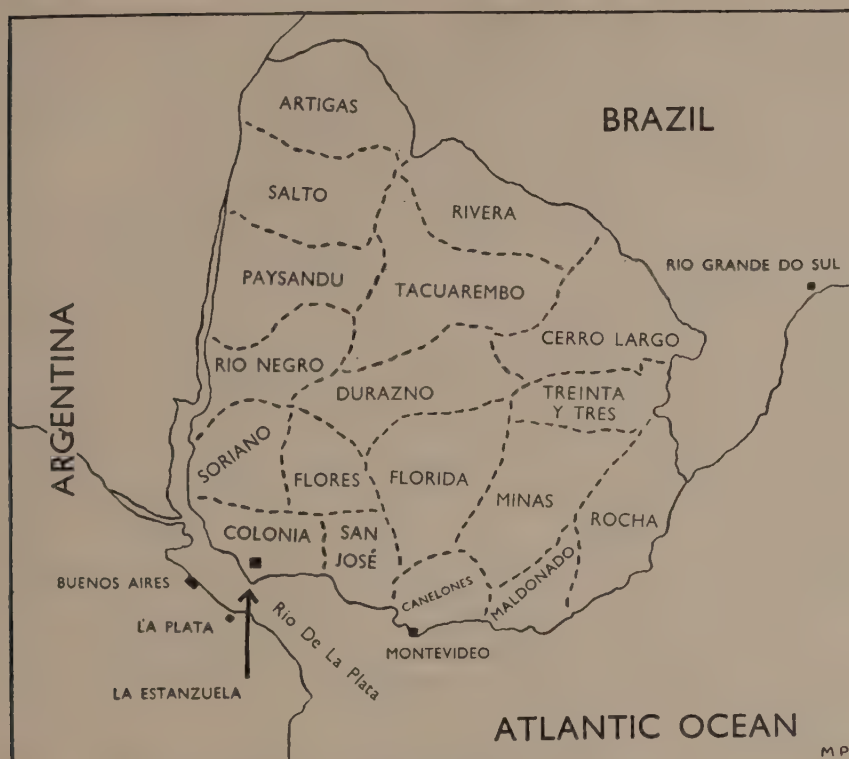 ARTIGAS
BRAZIL
SALTO
RIVERA
RIO GRANDE DO SUL
PAYSANDU
TACUAREMBO
ARGENTINA
CERRO LARGO
RIO NEGRO
DURAZNO
TREINTA
Y TRES
SORIANO
FLORES
FLORIDA
MINAS
ROCHA
COLONIA
SAN
JOSÉ
BUENOS AIRES
CANELONES
MALDONADO
L'A PLATA
Rio De La Plata
MONTEVIDEO
LA ESTANZUELA
ATLANTIC OCEAN
M P